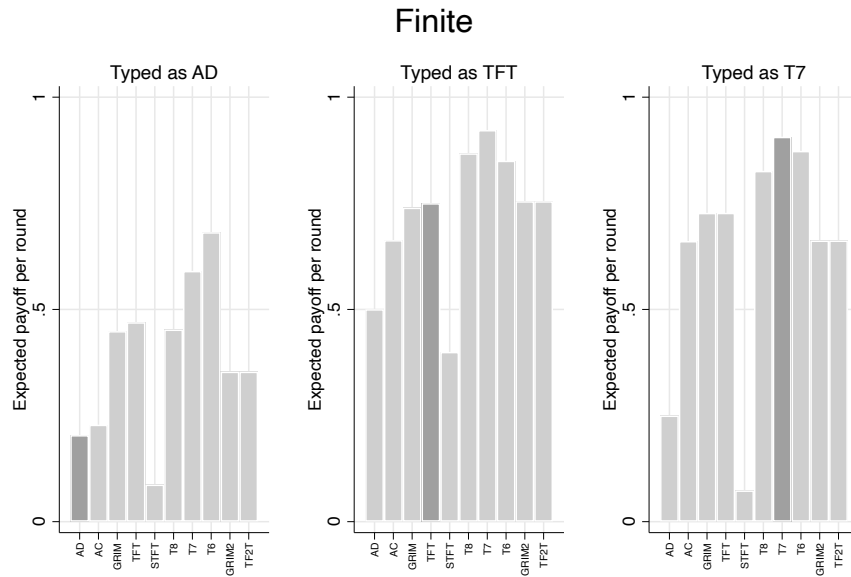 Finite
Typed as AD
Expected payoff per round
1
.5
0
AD
AC
GRIM
TFT
STFT
T8
T7
T6
GRIM2
TF2T
Typed as TFT
Expected payoff per round
1
.5
0
AD
AC
GRIM
TFT
STFT
T8
T7
T6
GRIM2
TF2T
Typed as T7
Expected payoff per round
1
.5
0
AD
AC
GRIM
TFT
STFT
T8
T7
T6
GRIM2
TF2T